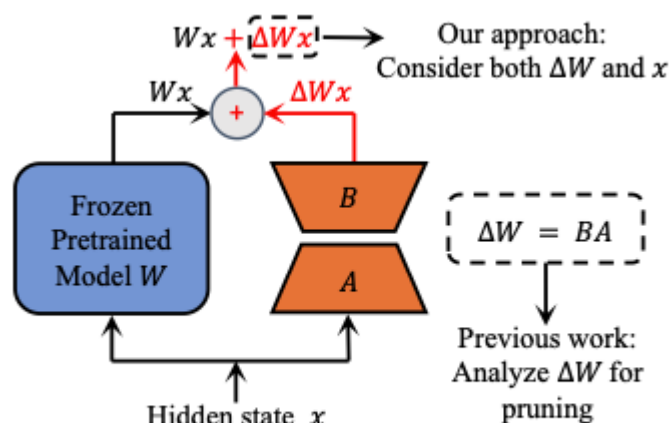 Wx + ΔWx
Our approach:
Consider both ΔW and x
Wx
+
ΔWx
Frozen
Pretrained
Model W
B
A
ΔW = BA
Previous work:
Analyze ΔW for
pruning
Hidden state x